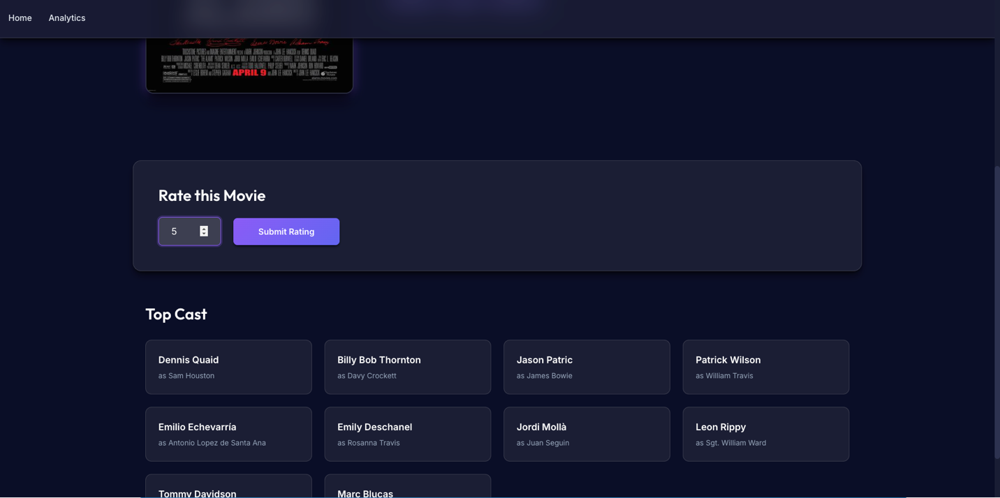 Home Analytics
APRIL 9
Rate this Movie
5
Submit Rating
Top Cast
Dennis Quaid
as Sam Houston
Billy Bob Thornton
as Davy Crockett
Jason Patric
as James Bowie
Patrick Wilson
as William Travis
Emilio Echevarría
as Antonio Lopez de Santa Ana
Emily Deschanel
as Rosanna Travis
Jordi Mollà
as Juan Seguin
Leon Rippy
as Sgt. William Ward
Tommy Davidson
Marc Blucas